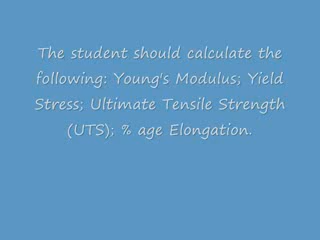 The student should calculate the
following: Young's Modulus; Yield
Stress; Ultimate Tensile Strength
(UTS); % age Elongation.